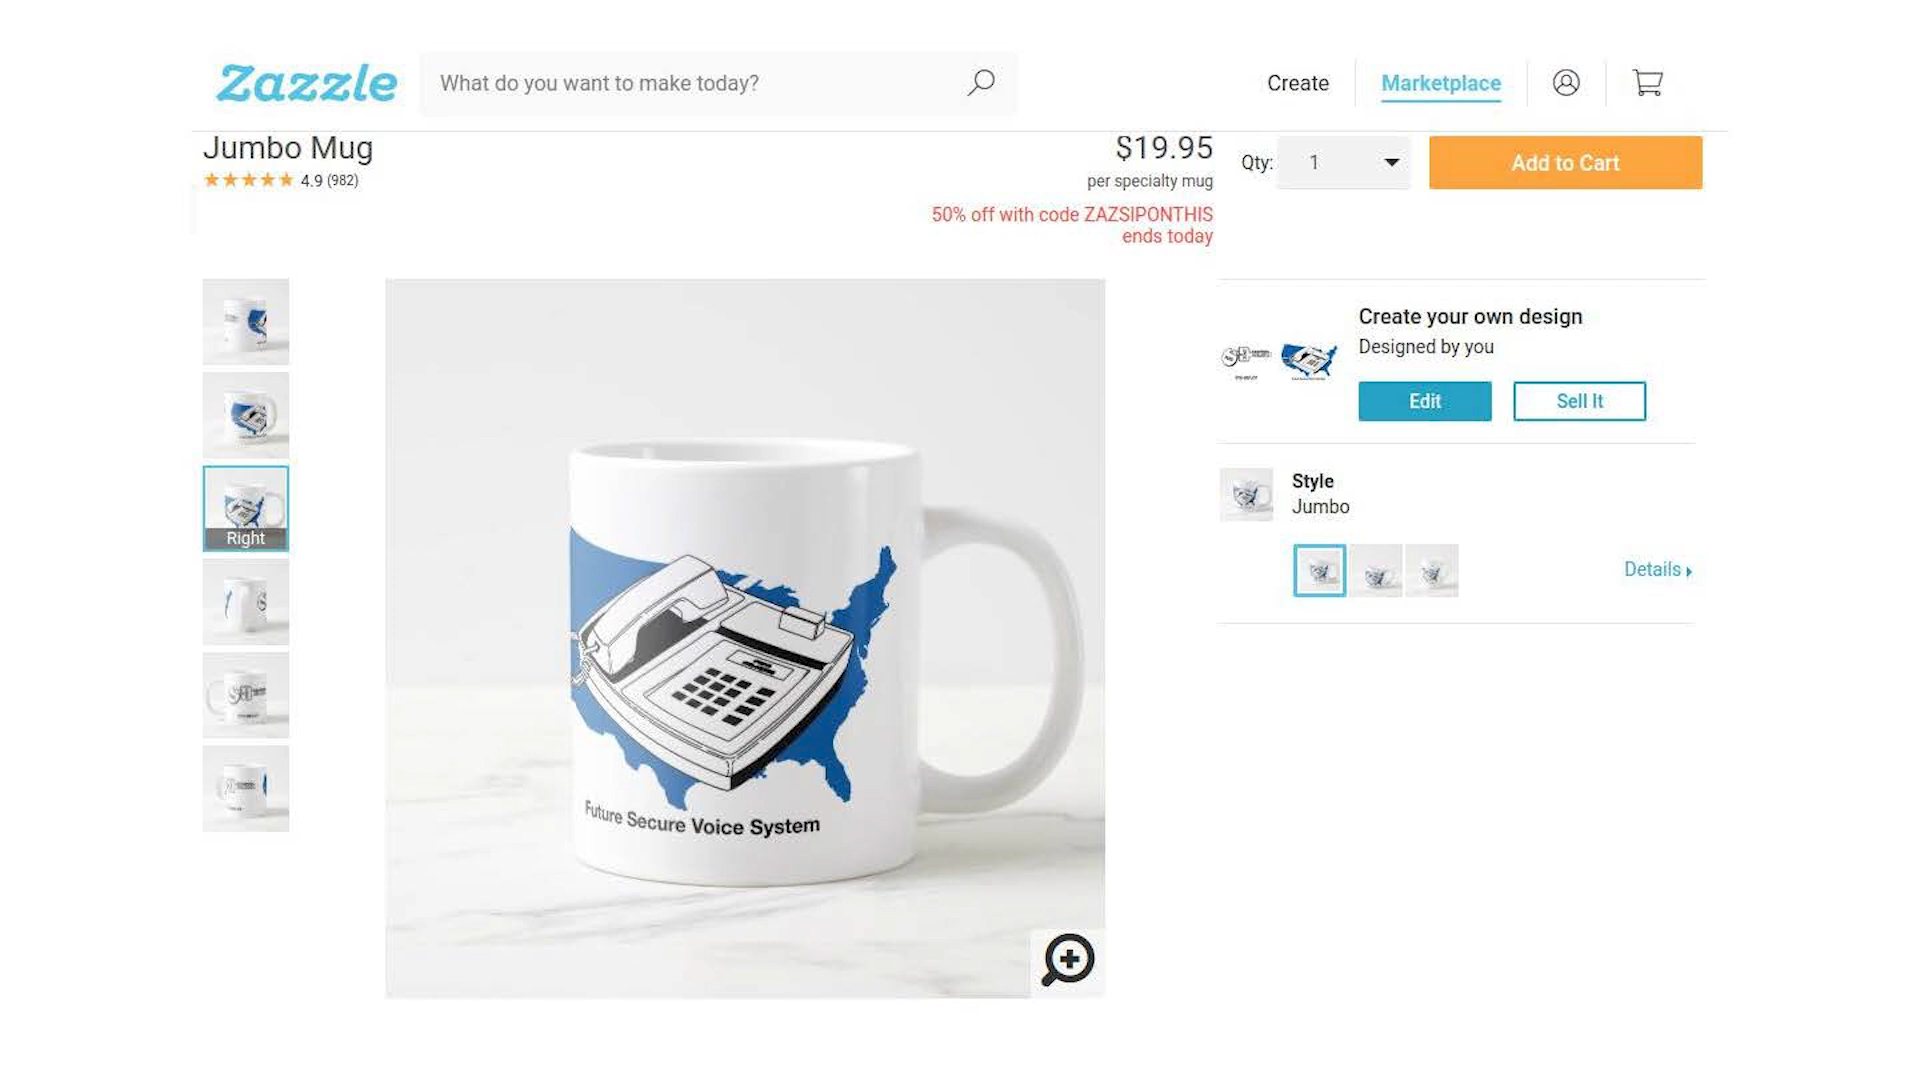 Zazzle
What do you want to make today?
Create
Marketplace
Jumbo Mug
4.9 (982)
$19.95
per specialty mug
50% off with code ZAZSIPONTHIS
ends today
Qty: 1
Add to Cart
Right
Future Secure Voice System
Create your own design
Designed by you
Edit
Sell It
Style
Jumbo
Details